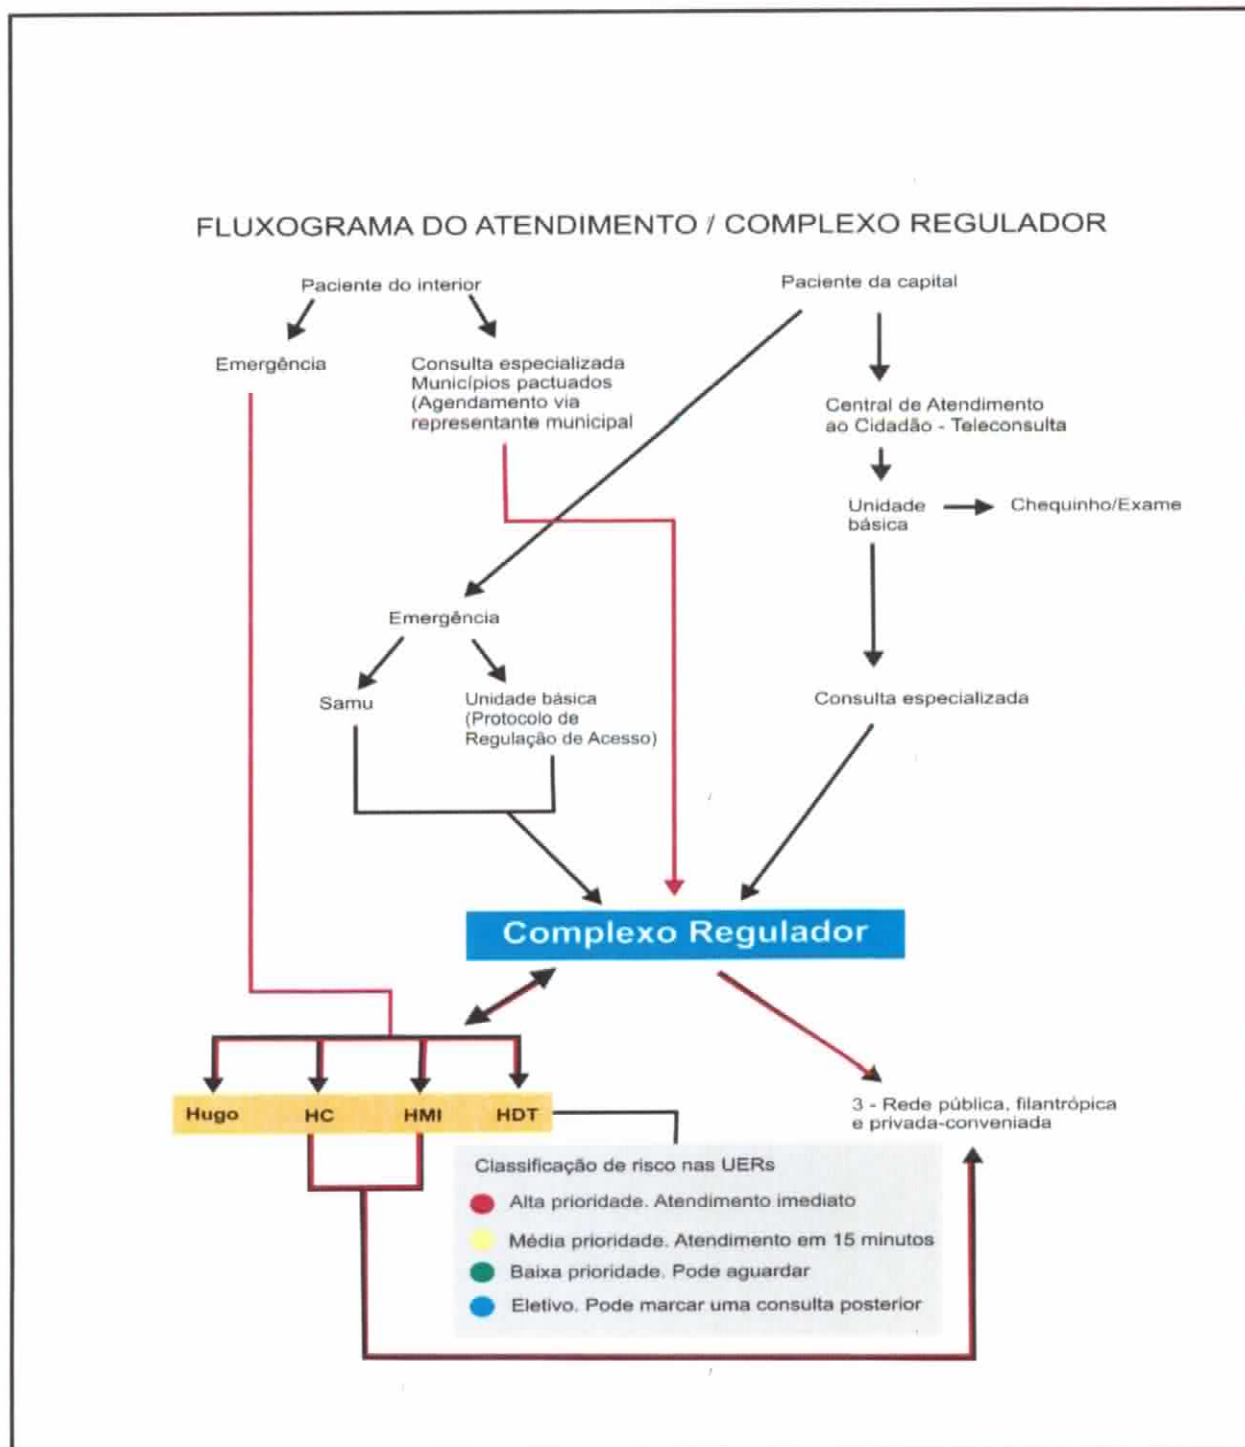 FLUXOGRAMA DO ATENDIMENTO / COMPLEXO REGULADOR
Paciente do interior
Paciente da capital
Emergência
Consulta especializada
Municípios pactuados
(Agendamento via
representante municipal
Central de Atendimento
ao Cidadão - Teleconsulta
Unidade
básica
Chequinho/Exame
Emergência
Samu
Unidade básica
(Protocolo de
Regulação de Acesso)
Consulta especializada
Complexo Regulador
Hugo
HC
HMI
HDT
3 - Rede pública, filantrópica
e privada-conveniada
Classificação de risco nas UERs
Alta prioridade. Atendimento imediato
Média prioridade. Atendimento em 15 minutos
Baixa prioridade. Pode aguardar
Eletivo. Pode marcar uma consulta posterior